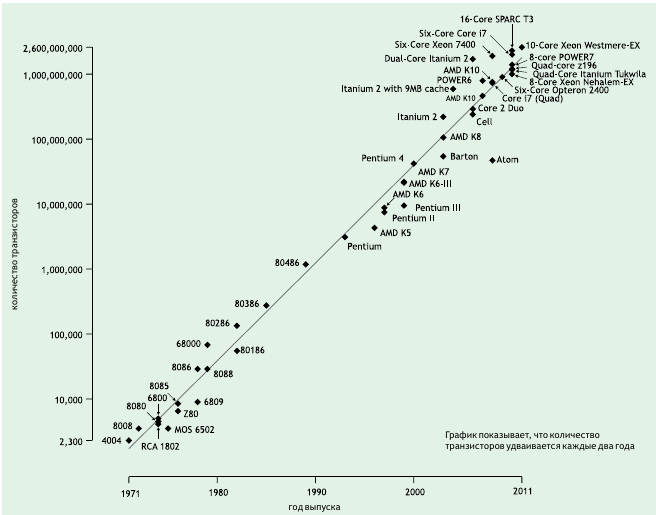 16-Core SPARC T3
Six-Core Core i7
Six-Core Xeon 7400
Dual-Core Itanium 2
AMD K10
POWER6
Itanium 2 with 9MB cache
AMD K10
Itanium 2
10-Core Xeon Westmere-EX
8-core POWER7
Quad-core z196
Quad-Core Itanium Tukwila
8-Core Xeon Nehalem-EX
Six-Core Opteron 2400
Core i7 (Quad)
Core 2 Duo
Cell
AMD K8
Pentium 4
Barton
Atom
AMD K7
AMD K6-III
AMD K6
Pentium III
Pentium II
AMD K5
Pentium
80486
80386
80286
68000
80186
8086
8088
8085
6800
8080
6809
Z80
8008
MOS 6502
4004
RCA 1802
2,600,000,000
1,000,000,000
100,000,000
10,000,000
1,000,000
100,000
10,000
2,300
количество транзисторов
График показывает, что количество
транзисторов удваивается каждые два года
1971
1980
1990
2000
2011
год выпуска